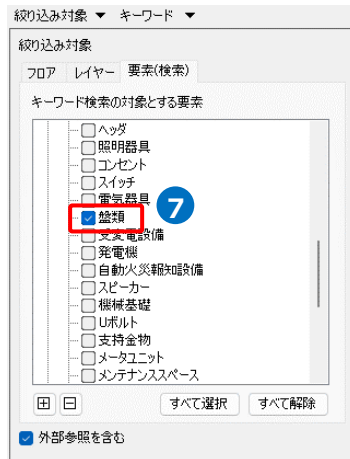 絞り込み対象 ▼ キーワード ▼
絞り込み対象
フロア レイヤー 要素(検索)
キーワード検索の対象とする要素
ヘッダ
照明器具
コンセント
スイッチ
電気器具
盤類
7
受変電設備
発電機
自動火災報知設備
スピーカー
機械基礎
Uボルト
支持金物
メータユニット
メンテナンススペース
すべて選択 すべて解除
外部参照を含む